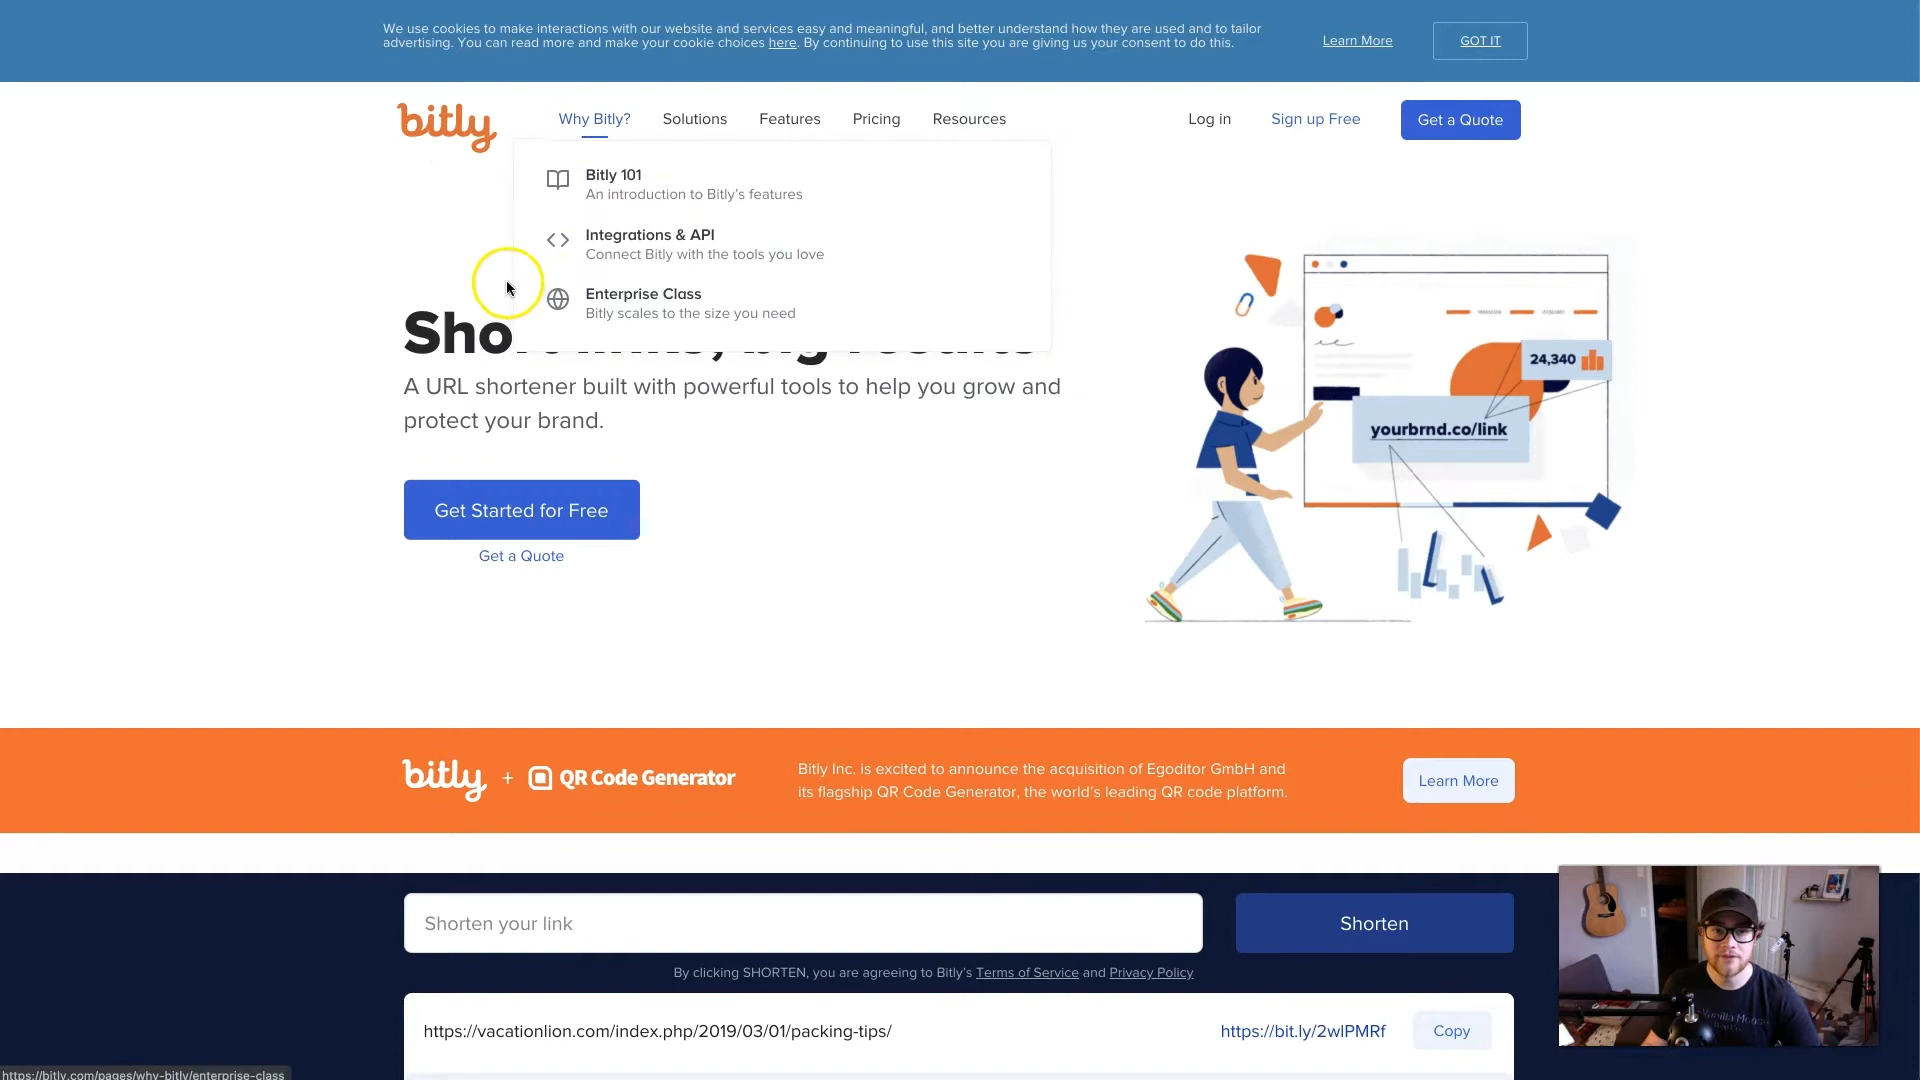 We use cookies to make interactions with our website and services easy and meaningful, and better understand how they are used and to tailor
advertising. You can read more and make your cookie choices here. By continuing to use this site you are giving us your consent to do this.
Learn More
GOT IT
bitly
Why Bitly?
Solutions
Features
Pricing
Resources
Log in
Sign up Free
Get a Quote
Bitly 101
An introduction to Bitly's features
Integrations & API
Connect Bitly with the tools you love
Enterprise Class
Bitly scales to the size you need
A URL shortener built with powerful tools to help you grow and
protect your brand.
Get Started for Free
Get a Quote
24,340
yourbrnd.co/link
bitly + QR Code Generator
Bitly Inc. is excited to announce the acquisition of Egoditor GmbH and
its flagship QR Code Generator, the world's leading QR code platform.
Learn More
Shorten your link
Shorten
By clicking SHORTEN, you are agreeing to Bitly's Terms of Service and Privacy Policy
https://vacationlion.com/index.php/2019/03/01/packing-tips/
https://bit.ly/2wIPMRf
Copy
https://bitly.com/pages/why-bitly/enterprise-class